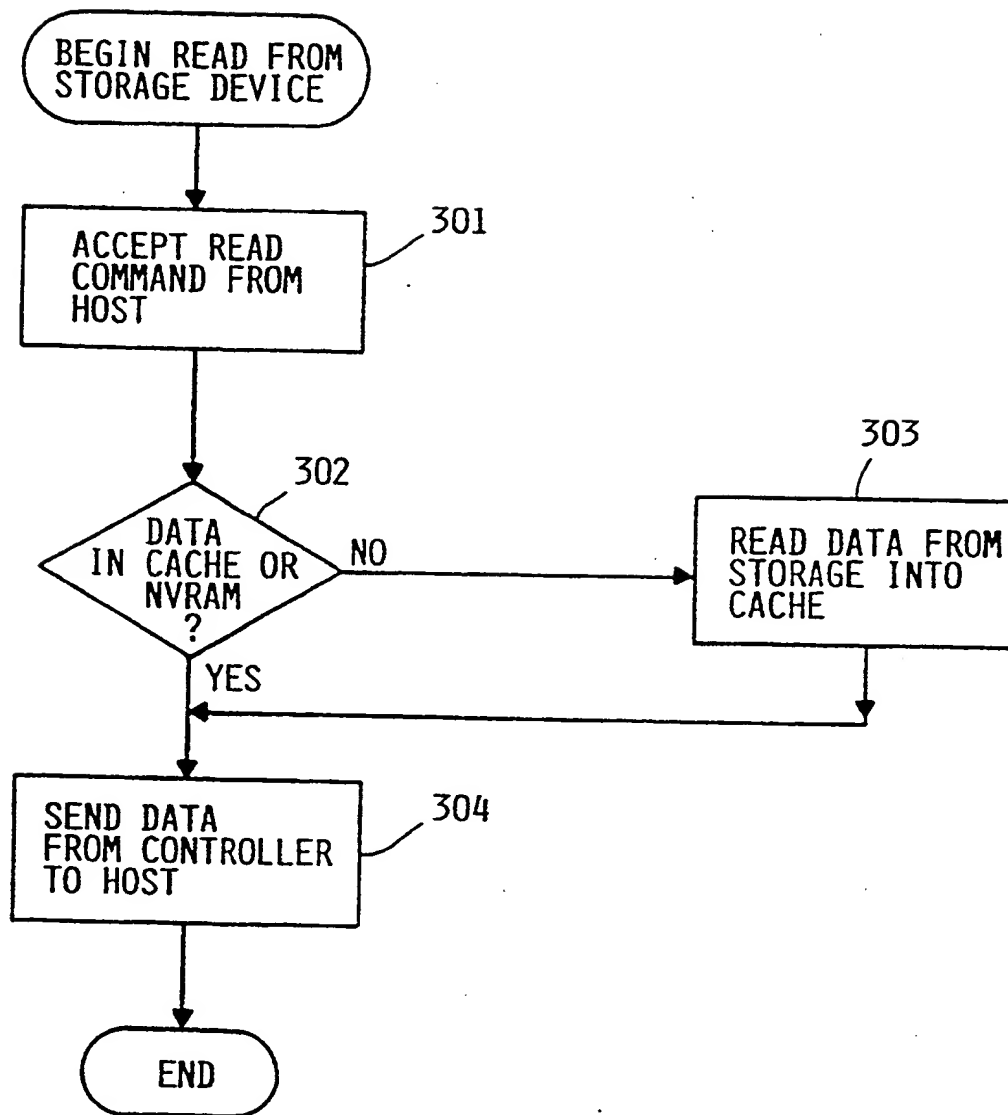 BEGIN READ FROM
STORAGE DEVICE
301
ACCEPT READ
COMMAND FROM
HOST
302
DATA
IN CACHE OR
NVRAM
?
NO
YES
303
READ DATA FROM
STORAGE INTO
CACHE
304
SEND DATA
FROM CONTROLLER
TO HOST
END